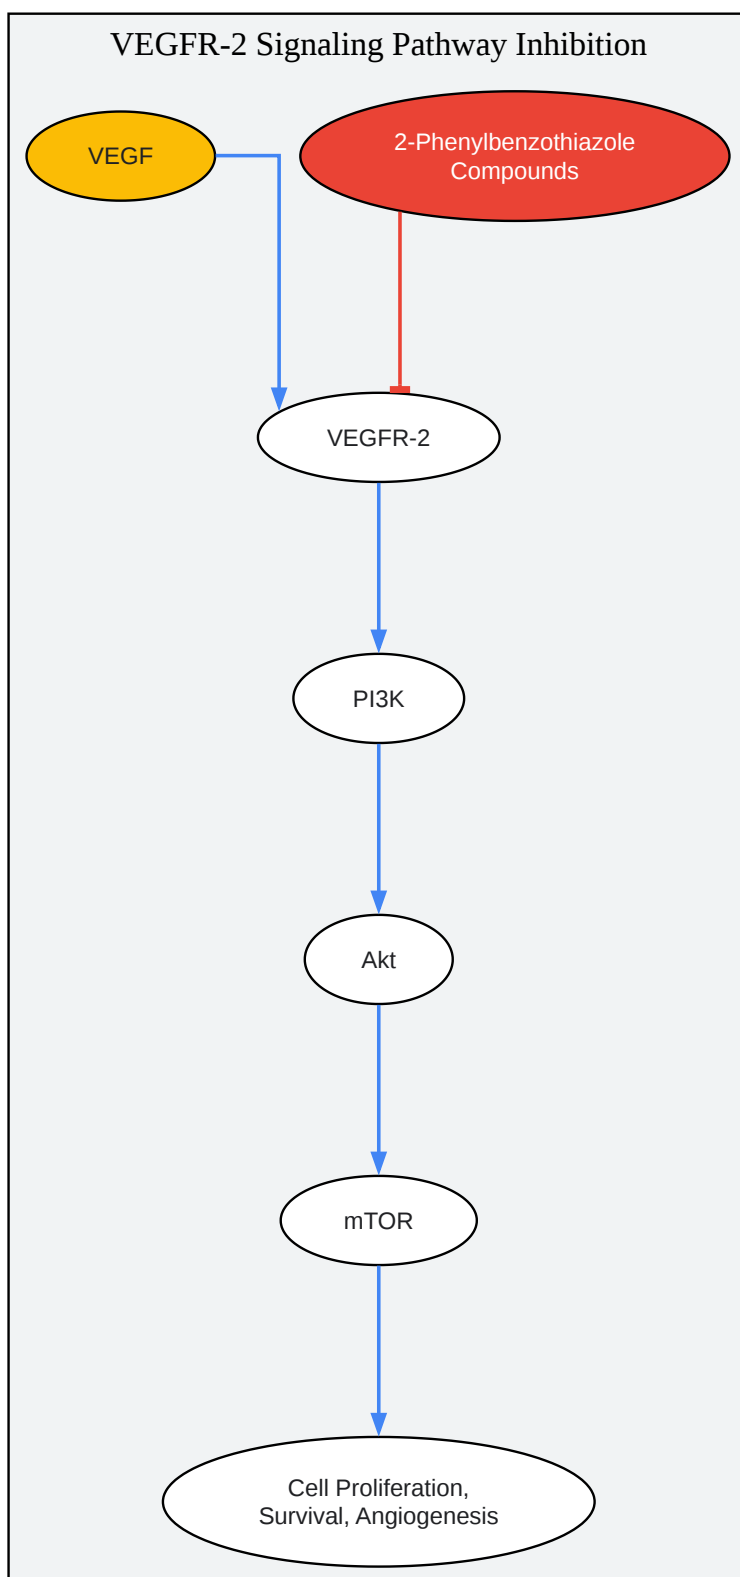 VEGFR-2 Signaling Pathway Inhibition
VEGF
2-Phenylbenzothiazole
Compounds
VEGFR-2
PI3K
Akt
mTOR
Cell Proliferation,
Survival, Angiogenesis